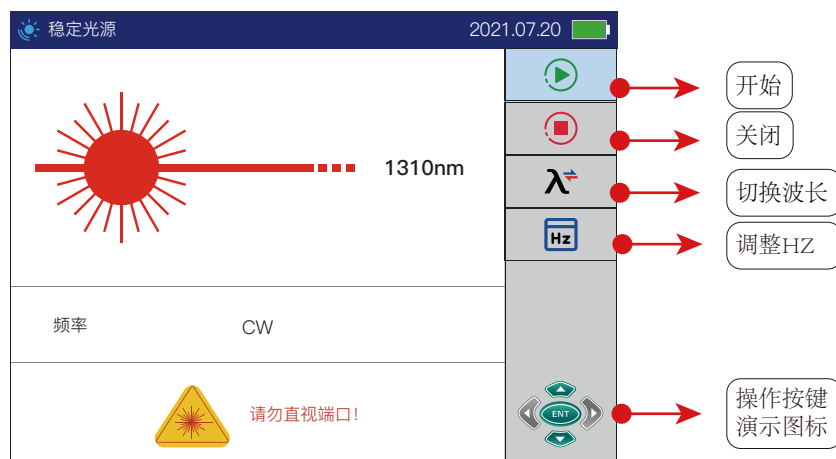 稳定光源
2021.07.20
开始
关闭
1310nm
λ
切换波长
Hz
调整HZ
频率
CW
请勿直视端口!
ENT
操作按键
演示图标